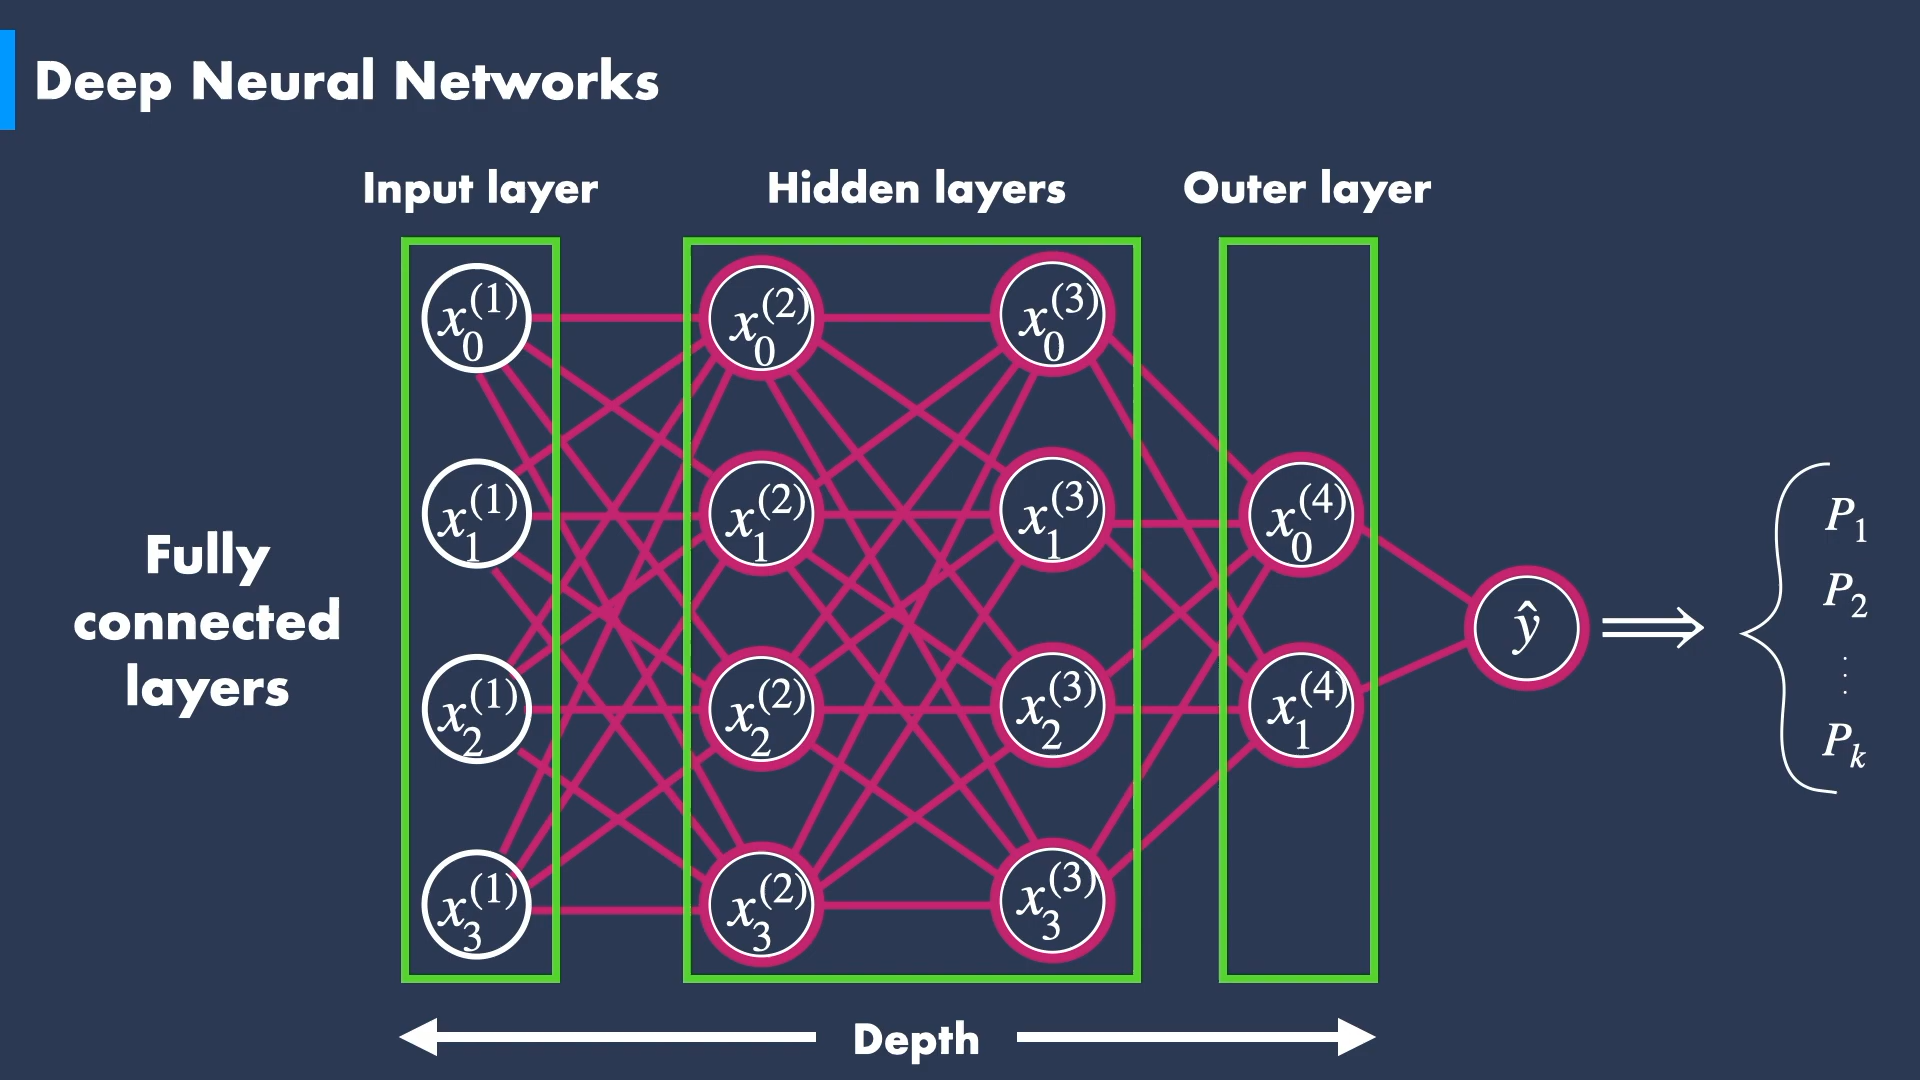 Deep Neural Networks
Input layer
Hidden layers
Outer layer
x₀⁽¹⁾ x₀⁽²⁾ x₀⁽³⁾
x₁⁽¹⁾ x₁⁽²⁾ x₁⁽³⁾ x₀⁽⁴⁾
x₂⁽¹⁾ x₂⁽²⁾ x₂⁽³⁾ x₁⁽⁴⁾
x₃⁽¹⁾ x₃⁽²⁾ x₃⁽³⁾
Fully
connected
layers
ŷ ⟹
P₁
P₂
⋮
Pₖ
Depth